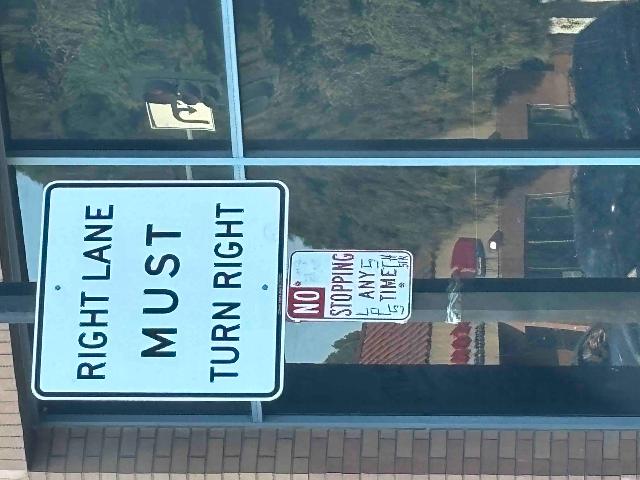 RIGHT LANE
MUST
TURN RIGHT
NO
STOPPING
ANY
TIME